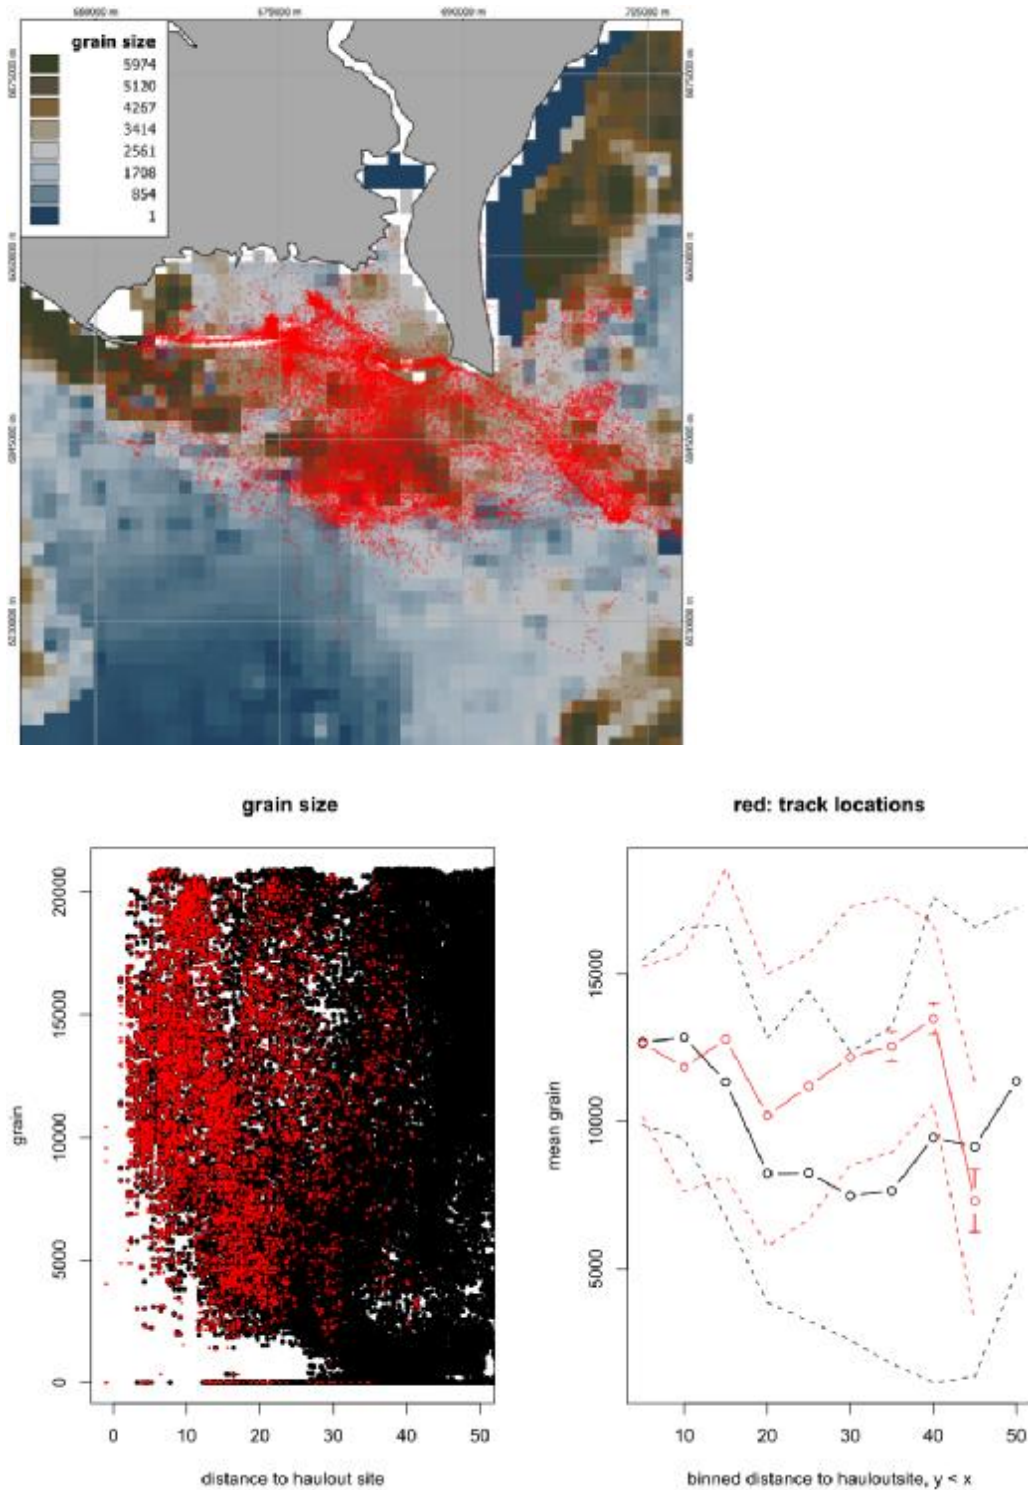 grain size
5974
5120
4267
3414
2561
1708
854
1
grain size
20000
15000
10000
5000
0
grain
0 10 20 30 40 50
distance to haulout site
red: track locations
15000
10000
5000
mean grain
10 20 30 40 50
binned distance to hauloutsite, y < x